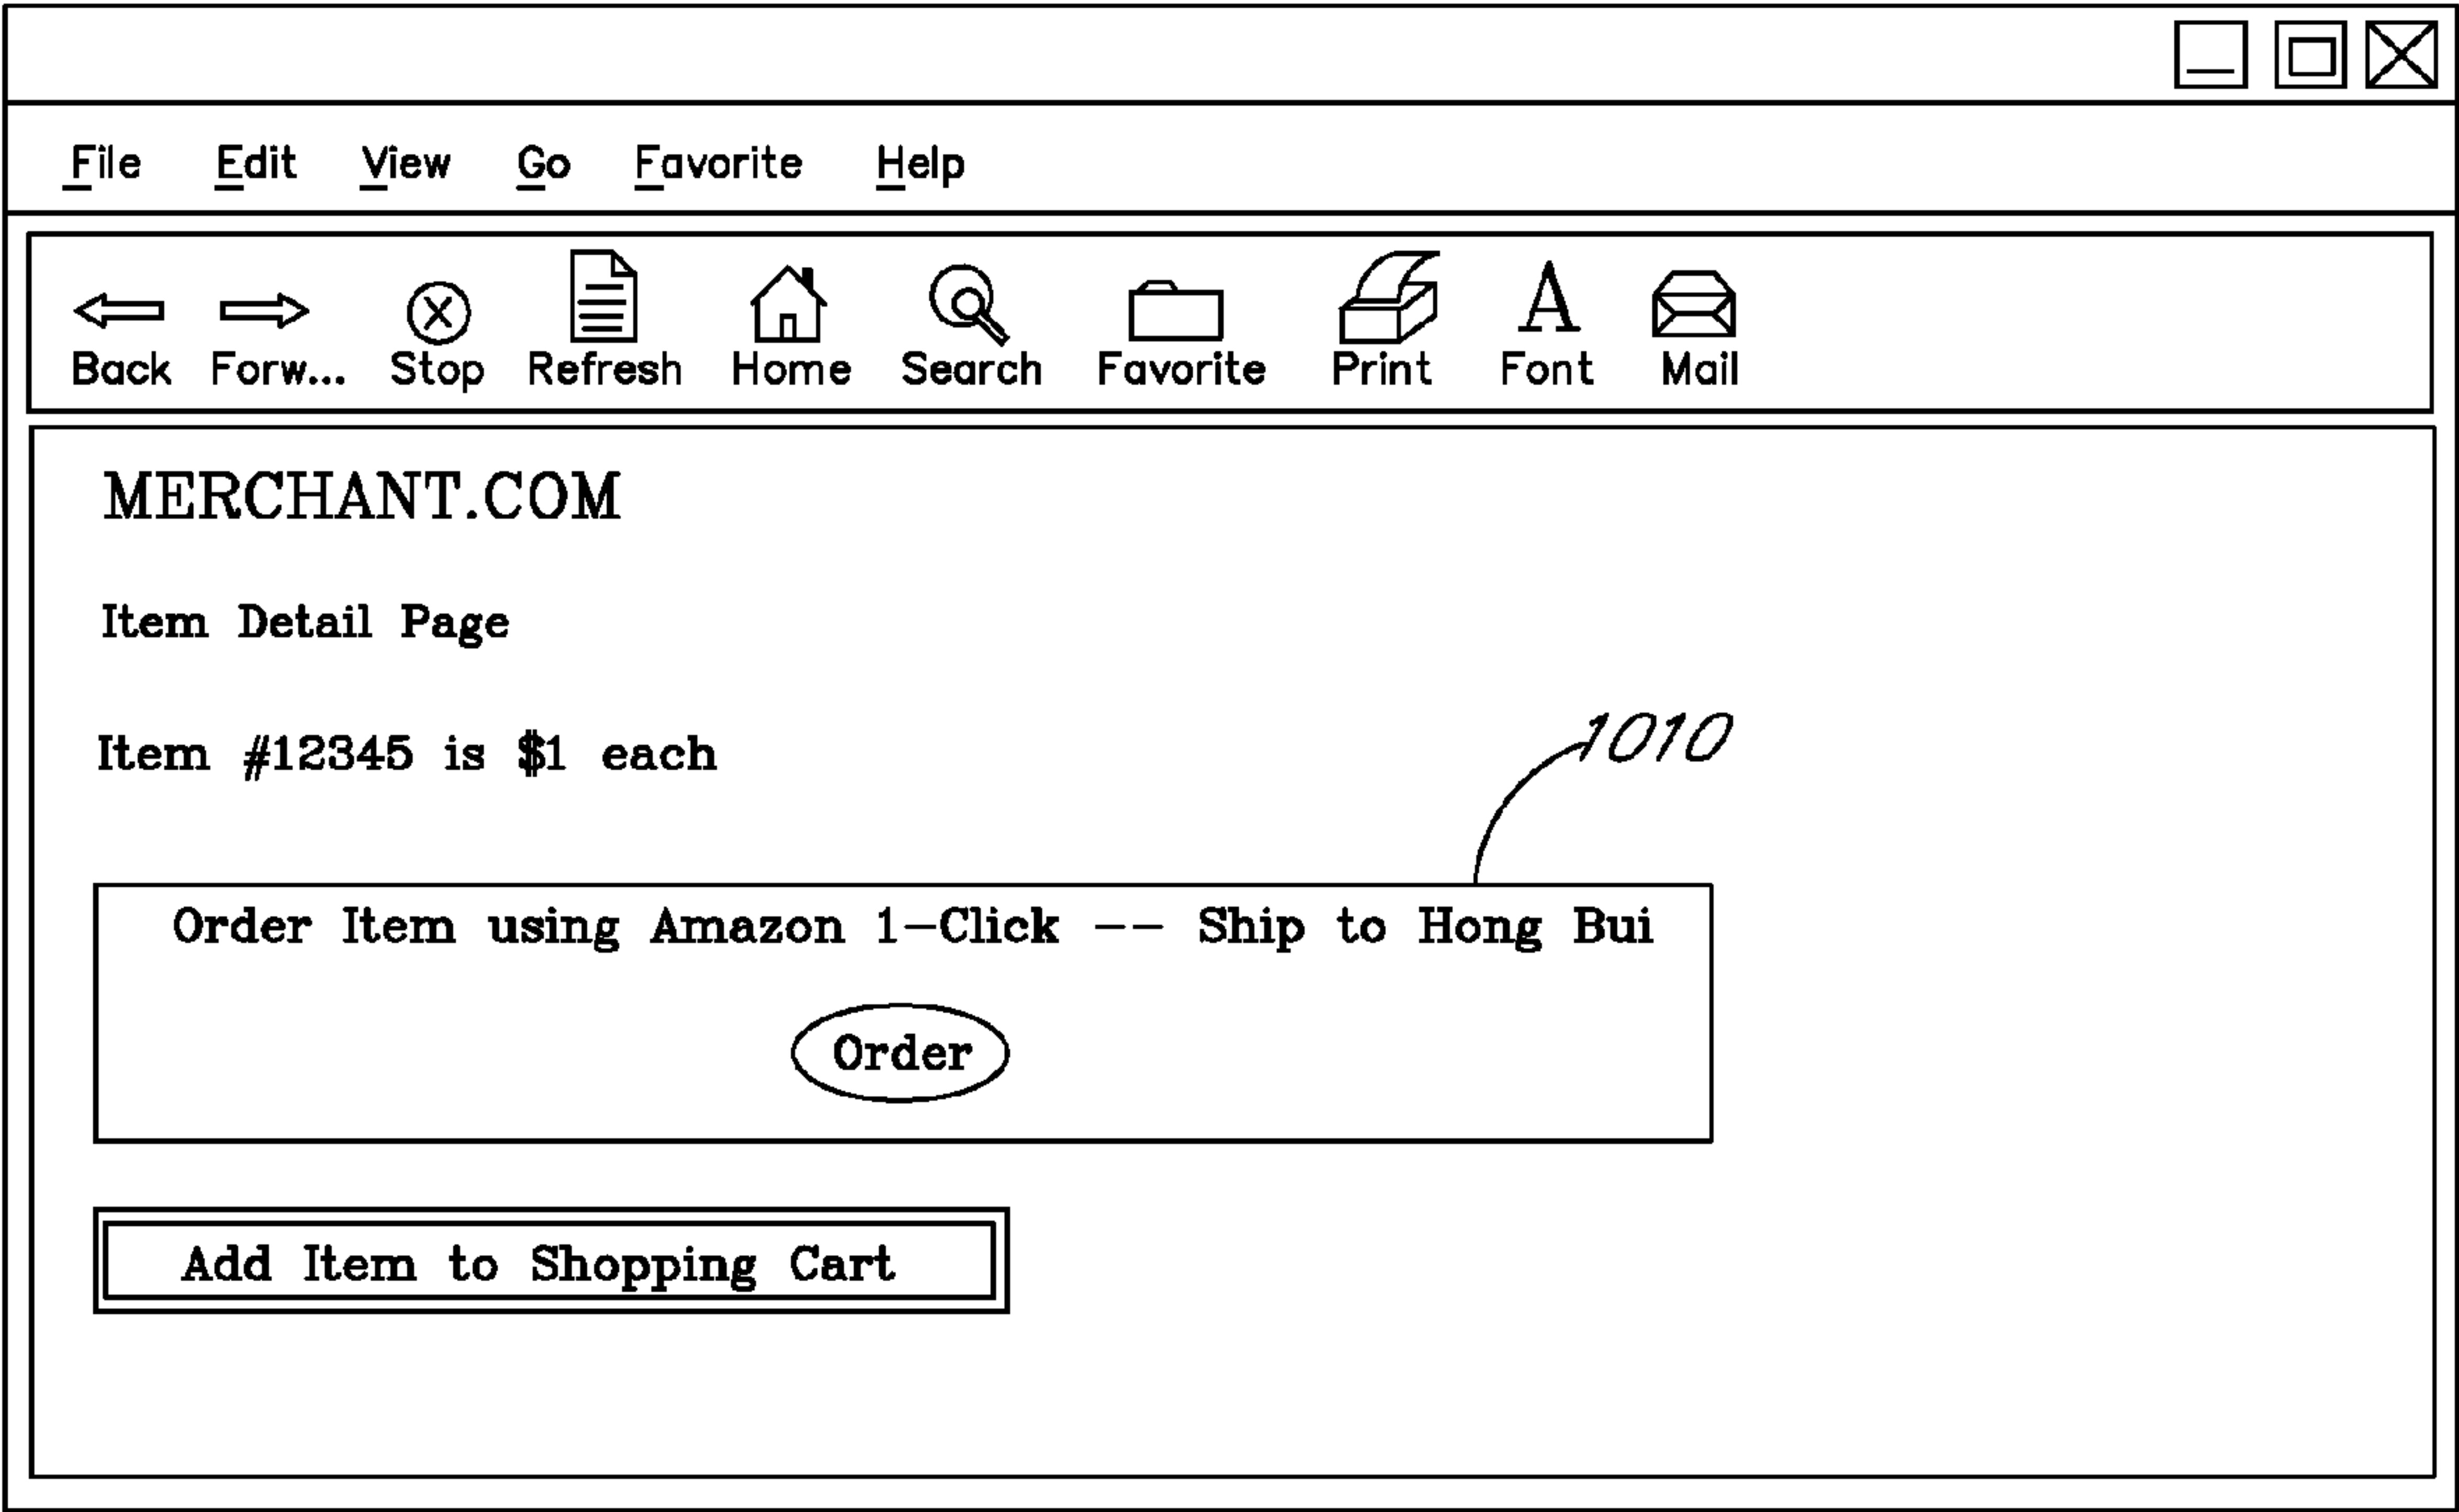 File Edit View Go Favorite Help
Back Forw... Stop Refresh Home Search Favorite Print Font Mail
MERCHANT.COM
Item Detail Page
Item #12345 is $1 each
1010
Order Item using Amazon 1-Click -- Ship to Hong Bui
Order
Add Item to Shopping Cart